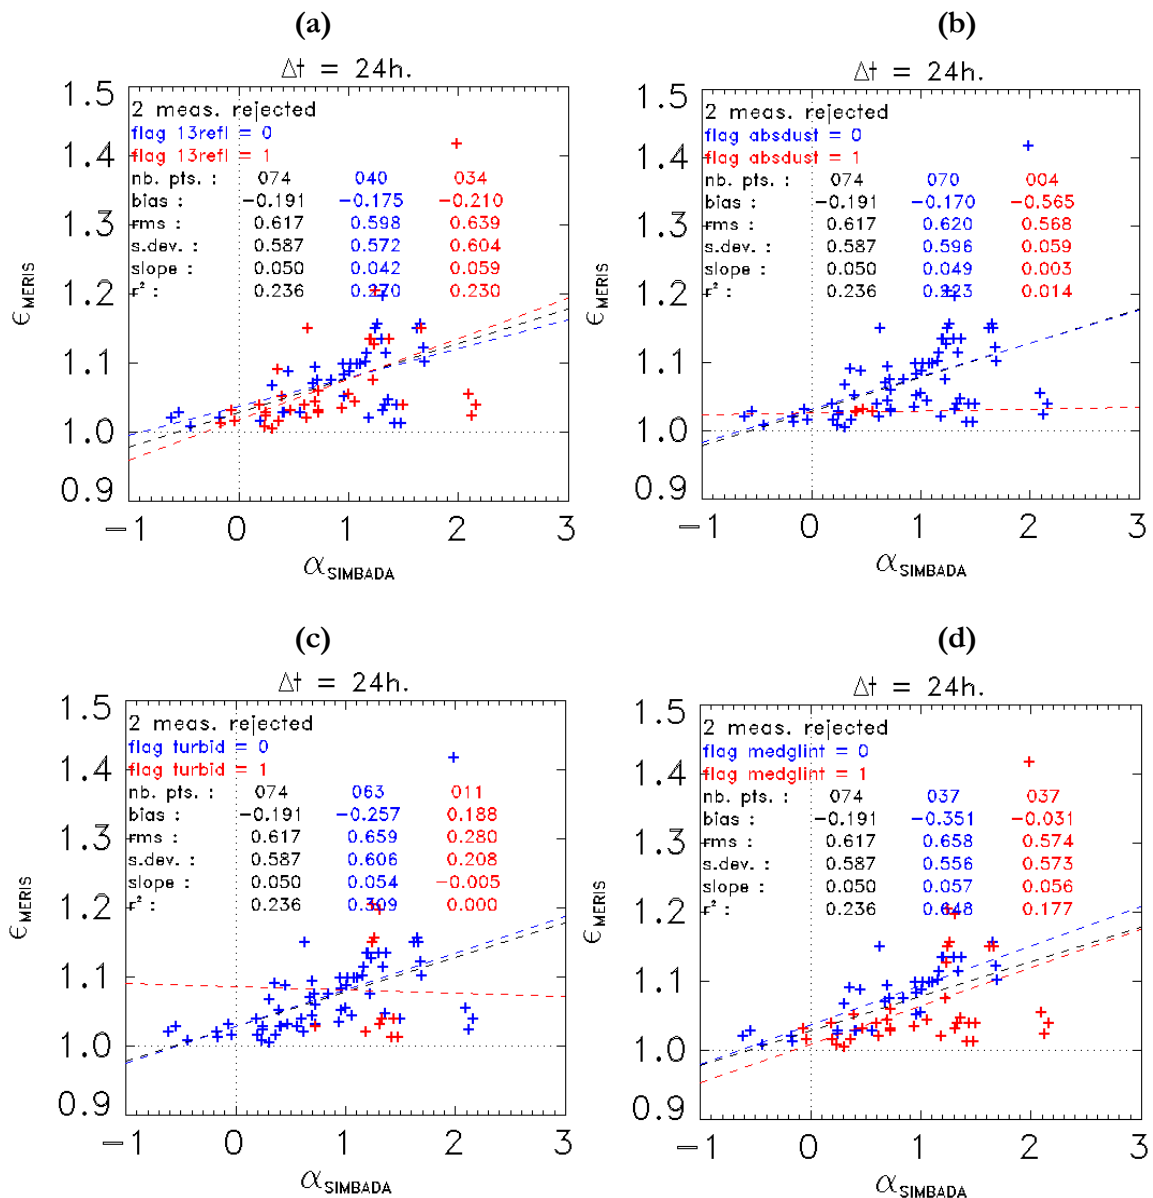 (a)
Δt = 24h.
2 meas. rejected
flag 13refl = 0
flag 13refl = 1
nb. pts. : 074 040 034
bias : −0.191 −0.175 −0.210
rms : 0.617 0.598 0.639
s.dev. : 0.587 0.572 0.604
slope : 0.050 0.042 0.059
r² : 0.236 0.270 0.230
1.5
1.4
1.3
1.2
1.1
1.0
0.9
ϵMERIS
−1 0 1 2 3
αSIMBADA
(b)
Δt = 24h.
2 meas. rejected
flag absdust = 0
flag absdust = 1
nb. pts. : 074 070 004
bias : −0.191 −0.170 −0.565
rms : 0.617 0.620 0.568
s.dev. : 0.587 0.596 0.059
slope : 0.050 0.049 0.003
r² : 0.236 0.223 0.014
1.5
1.4
1.3
1.2
1.1
1.0
0.9
ϵMERIS
−1 0 1 2 3
αSIMBADA
(c)
Δt = 24h.
2 meas. rejected
flag turbid = 0
flag turbid = 1
nb. pts. : 074 063 011
bias : −0.191 −0.257 0.188
rms : 0.617 0.659 0.280
s.dev. : 0.587 0.606 0.208
slope : 0.050 0.054 −0.005
r² : 0.236 0.309 0.000
1.5
1.4
1.3
1.2
1.1
1.0
0.9
ϵMERIS
−1 0 1 2 3
αSIMBADA
(d)
Δt = 24h.
2 meas. rejected
flag medglint = 0
flag medglint = 1
nb. pts. : 074 037 037
bias : −0.191 −0.351 −0.031
rms : 0.617 0.658 0.574
s.dev. : 0.587 0.556 0.573
slope : 0.050 0.057 0.056
r² : 0.236 0.648 0.177
1.5
1.4
1.3
1.2
1.1
1.0
0.9
ϵMERIS
−1 0 1 2 3
αSIMBADA